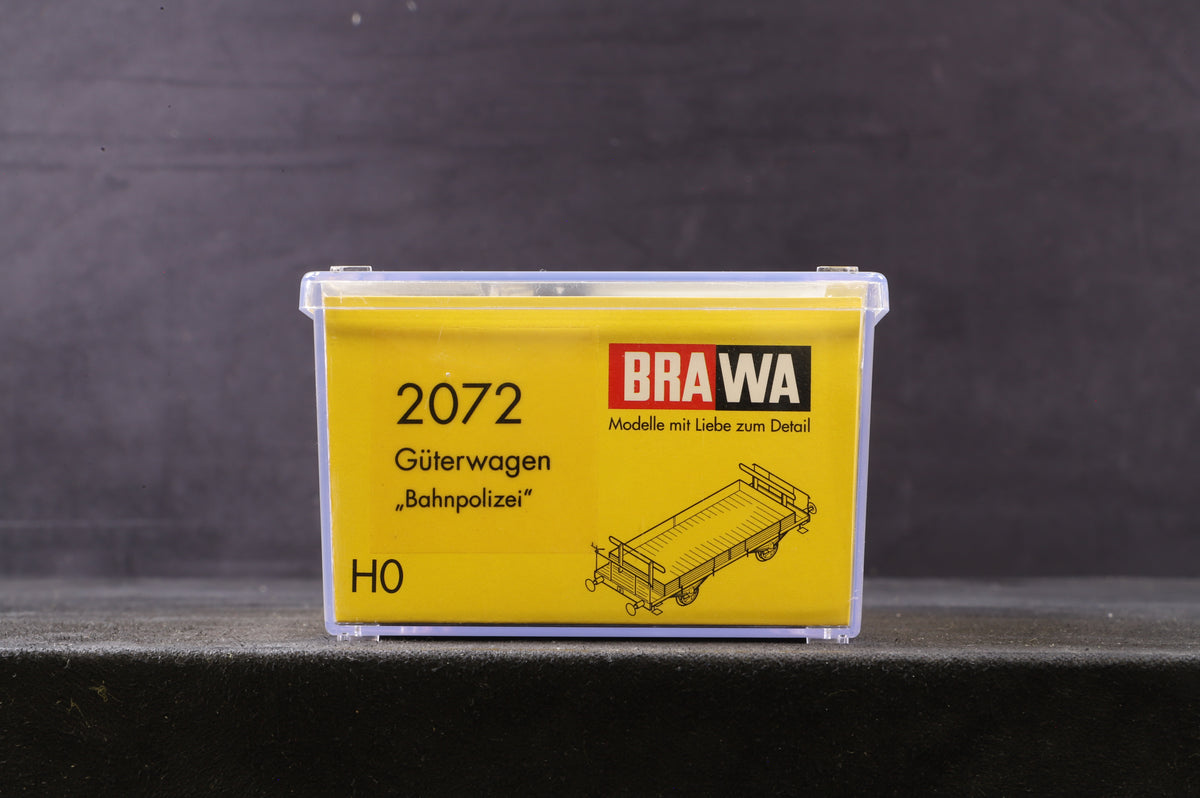 2072
Güterwagen
„Bahnpolizei“
H0
BRAWA
Modelle mit Liebe zum Detail